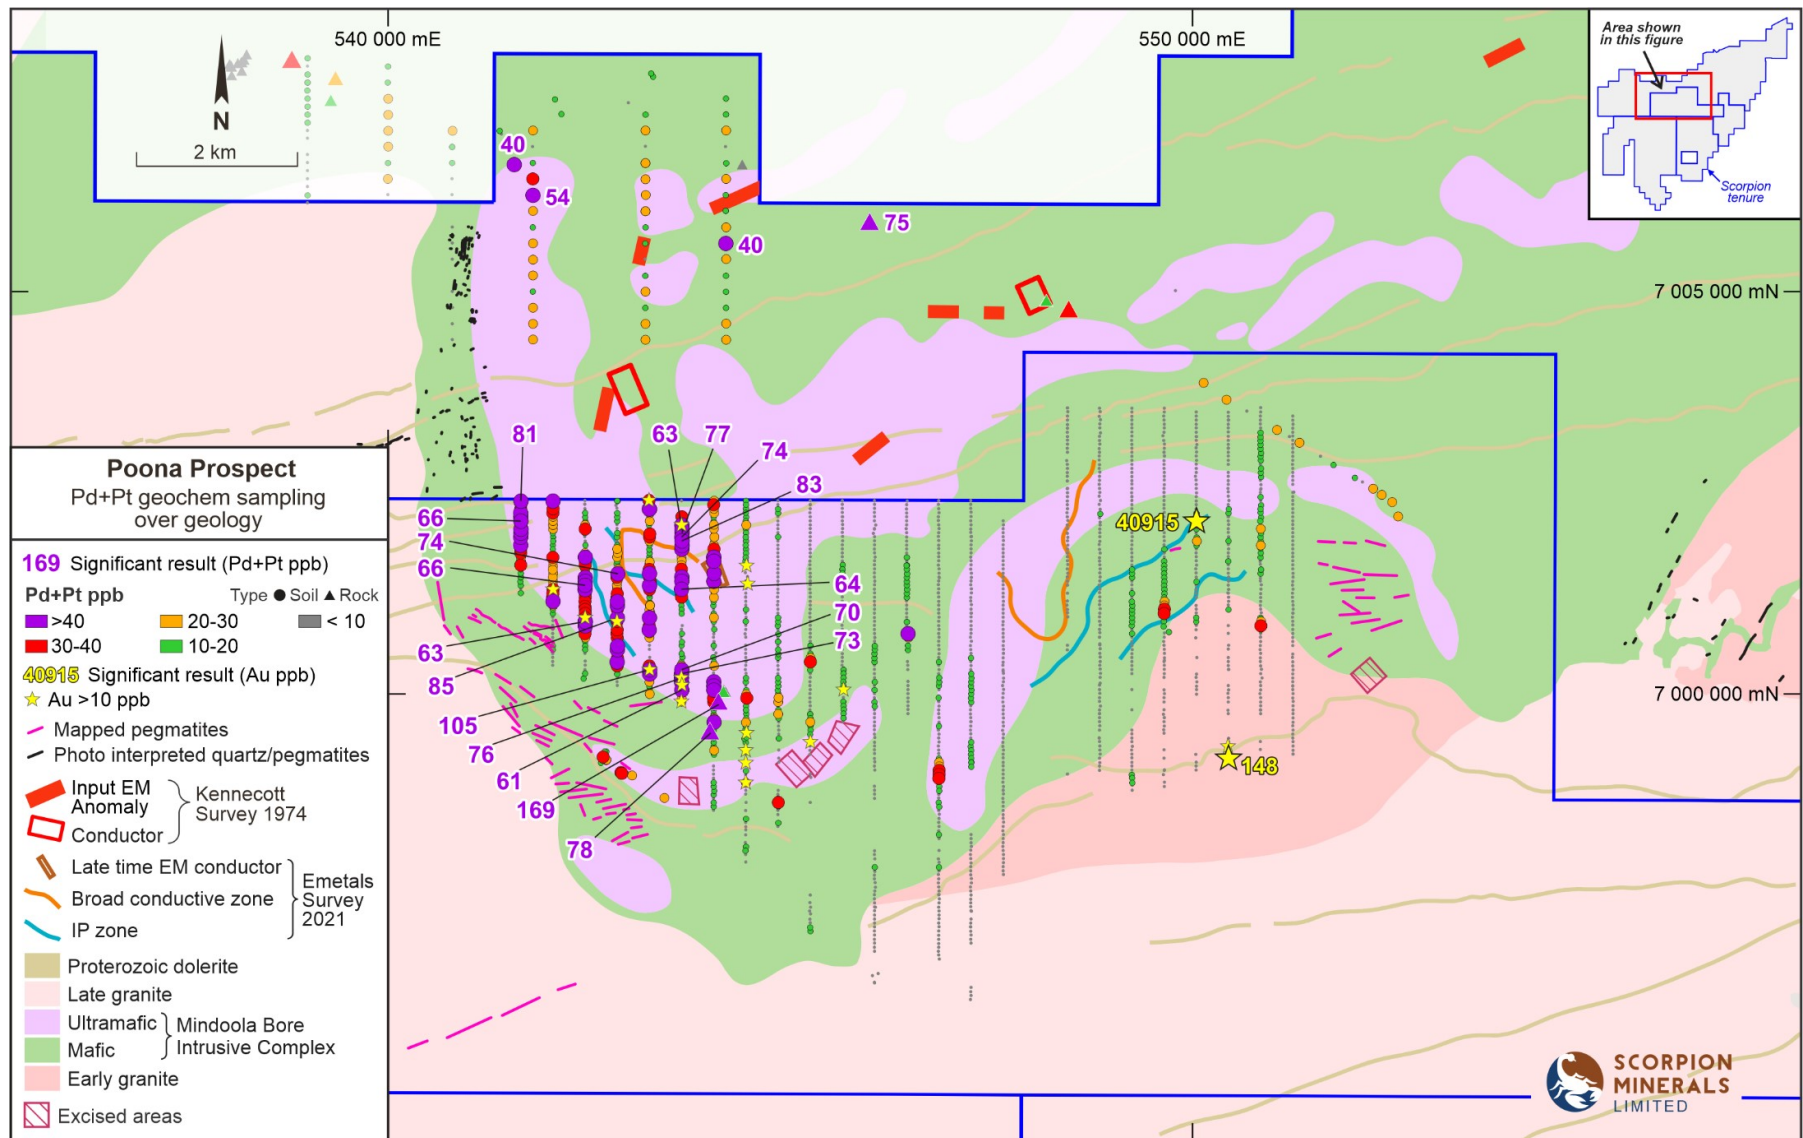 540 000 mE
550 000 mE
Area shown
in this figure
Scorpion
tenure
N
2 km
40
54
40
75
7 005 000 mN
81
63
77
74
83
66
74
66
40915
64
70
73
63
85
105
76
61
169
78
148
7 000 000 mN
Poona Prospect
Pd+Pt geochem sampling
over geology
169 Significant result (Pd+Pt ppb)
Pd+Pt ppb Type Soil Rock
>40 20-30 < 10
30-40 10-20
40915 Significant result (Au ppb)
Au >10 ppb
Mapped pegmatites
Photo interpreted quartz/pegmatites
Input EM
Anomaly
Conductor
Kennecott
Survey 1974
Late time EM conductor
Broad conductive zone
IP zone
Emetals
Survey
2021
Proterozoic dolerite
Late granite
Ultramafic
Mafic
Mindoola Bore
Intrusive Complex
Early granite
Excised areas
SCORPION
MINERALS
LIMITED